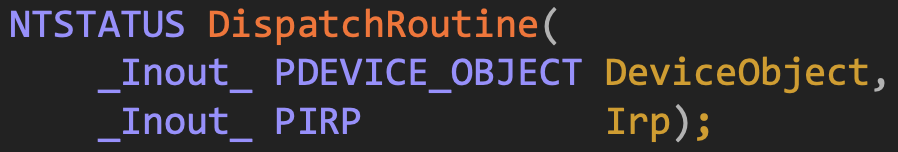 NTSTATUS DispatchRoutine(
    _Inout_ PDEVICE_OBJECT DeviceObject,
    _Inout_ PIRP           Irp);